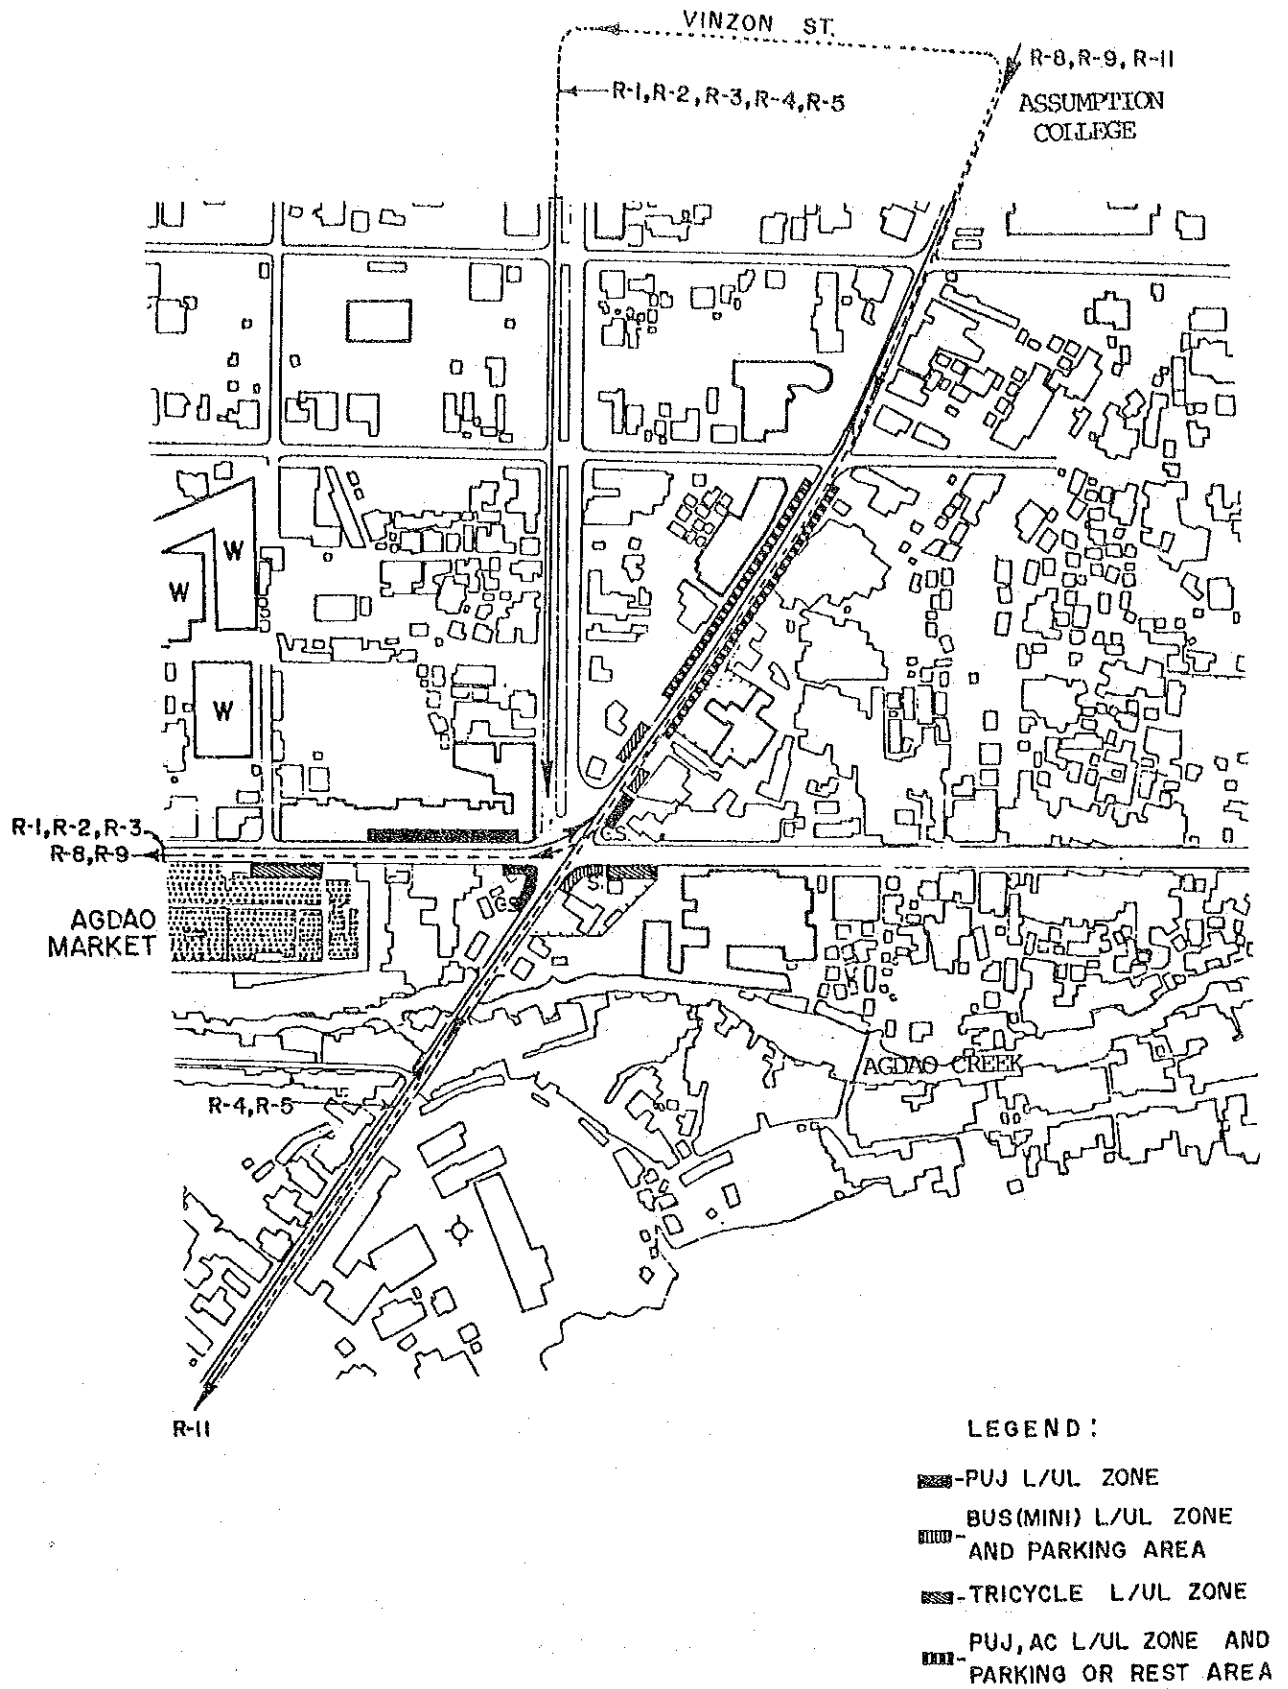 VINZON ST.
R-8, R-9, R-11
R-1, R-2, R-3, R-4, R-5
ASSUMPTION
COLLEGE
W
W
W
R-1, R-2, R-3
R-8, R-9
G.S.
G.S.
S.
AGDAO
MARKET
AGDAO CREEK
R-4, R-5
R-11
LEGEND :
-PUJ L/UL ZONE
BUS(MINI) L/UL ZONE
- AND PARKING AREA
-TRICYCLE L/UL ZONE
PUJ, AC L/UL ZONE AND
- PARKING OR REST AREA